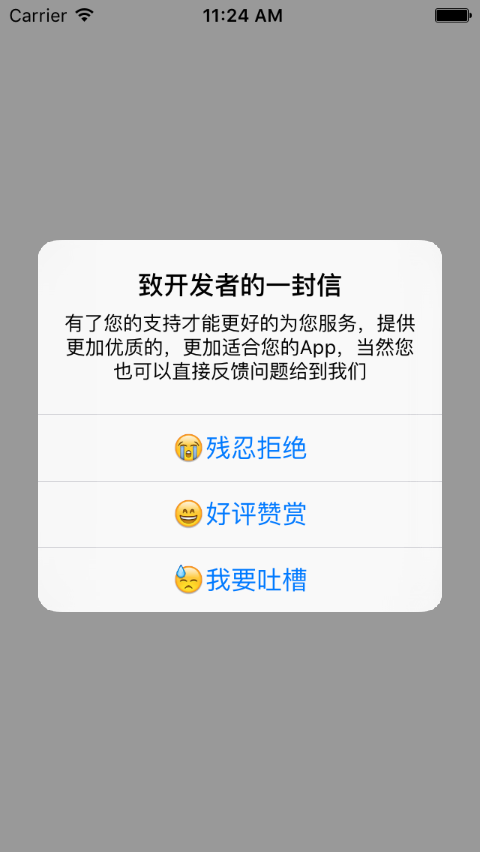 Carrier 11:24 AM
致开发者的一封信
有了您的支持才能更好的为您服务，提供
更加优质的，更加适合您的App，当然您
也可以直接反馈问题给到我们
😭残忍拒绝
😄好评赞赏
😓我要吐槽